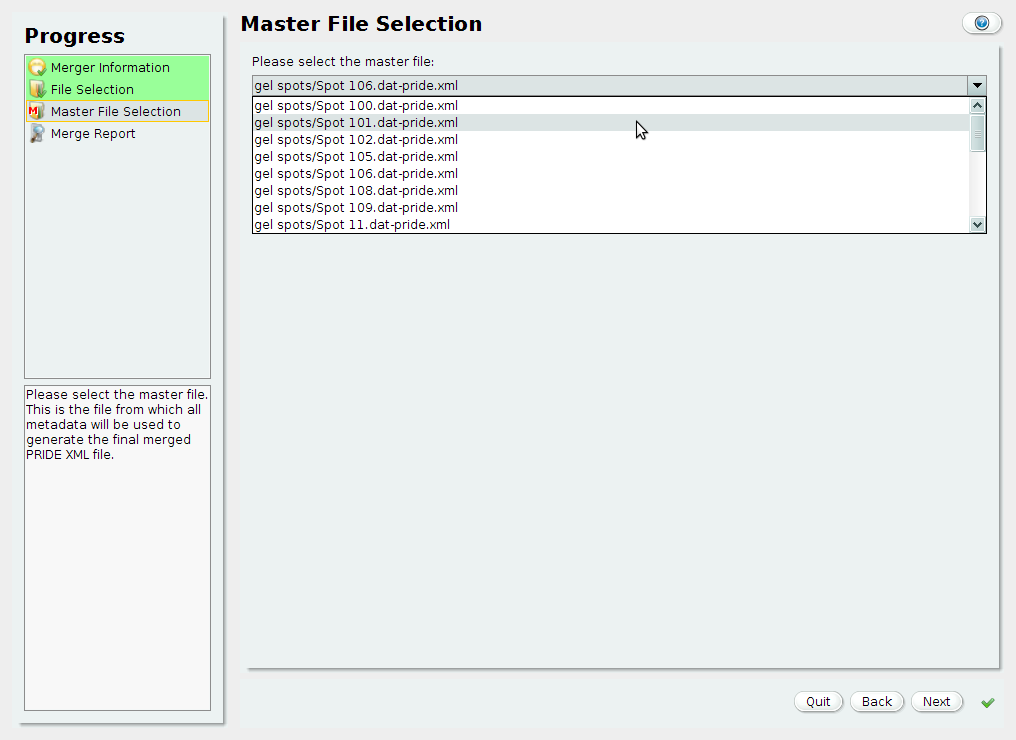 Progress
Merger Information
File Selection
Master File Selection
Merge Report
Please select the master file.
This is the file from which all
metadata will be used to
generate the final merged
PRIDE XML file.
Master File Selection
Please select the master file:
gel spots/Spot 106.dat-pride.xml
gel spots/Spot 100.dat-pride.xml
gel spots/Spot 101.dat-pride.xml
gel spots/Spot 102.dat-pride.xml
gel spots/Spot 105.dat-pride.xml
gel spots/Spot 106.dat-pride.xml
gel spots/Spot 108.dat-pride.xml
gel spots/Spot 109.dat-pride.xml
gel spots/Spot 11.dat-pride.xml
Quit Back Next